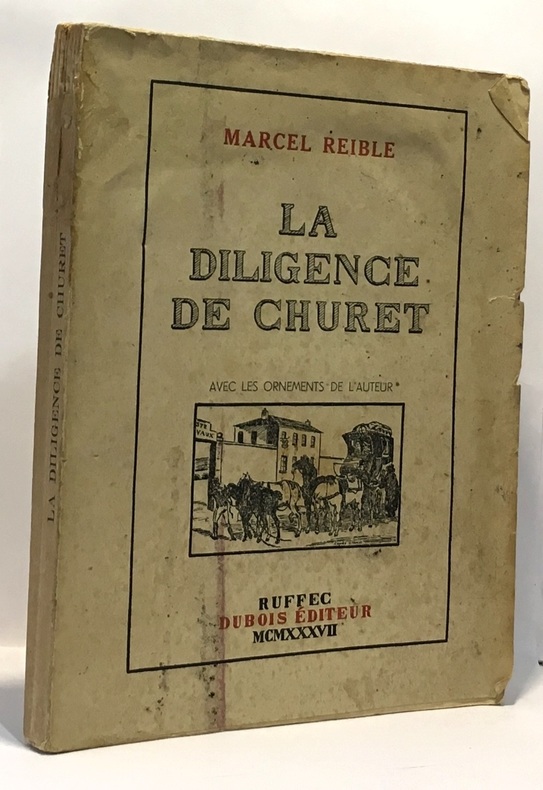 MARCEL REIBLE
LA
DILIGENCE
DE CHURET
AVEC LES ORNEMENTS DE L'AUTEUR
RUFFEC
DUBOIS ÉDITEUR
MCMXXXVII
LA DILIGENCE DE CHURET